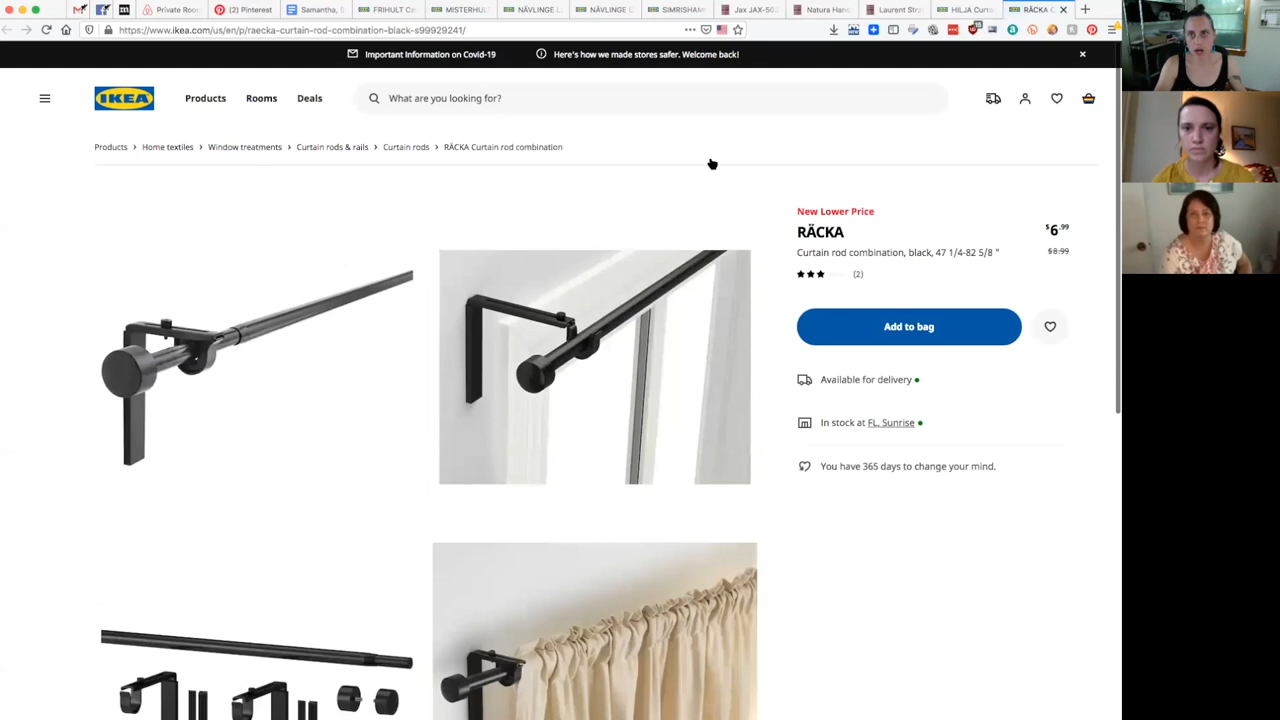 Private Roo
(2) Pinterest
Samantha, B
FRIHULT Ce
MISTERHUL
NÄVLINGE L
NÄVLINGE L
SIMRISHAM
Jax JAX-50
Natura Han
Laurent Stra
HILJA Curta
RÄCKA C
https://www.ikea.com/us/en/p/raecka-curtain-rod-combination-black-s99929241/
Important Information on Covid-19
Here's how we made stores safer. Welcome back!
IKEA
Products
Rooms
Deals
What are you looking for?
Products > Home textiles > Window treatments > Curtain rods & rails > Curtain rods > RÄCKA Curtain rod combination
New Lower Price
RÄCKA
$6.99
Curtain rod combination, black, 47 1/4-82 5/8 "
$8.99
(2)
Add to bag
Available for delivery
In stock at FL, Sunrise
You have 365 days to change your mind.